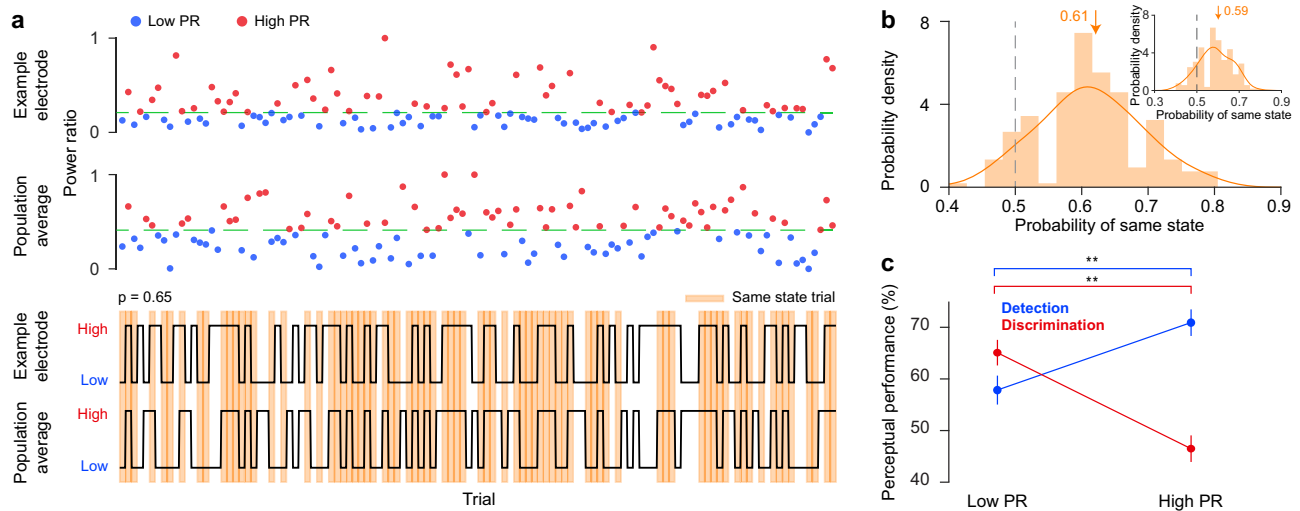 a
Low PR
High PR
Example
electrode
1
0
Power ratio
Population
average
1
0
p = 0.65
Same state trial
Example
electrode
High
Low
Population
average
High
Low
Trial
b
Probability density
8
4
0
0.61
0.4 0.5 0.6 0.7 0.8 0.9
Probability of same state
Probability density
8
4
0
0.59
0.3 0.5 0.7 0.9
Probability of same state
c
Perceptual performance (%)
70
60
50
40
**
**
Detection
Discrimination
Low PR
High PR